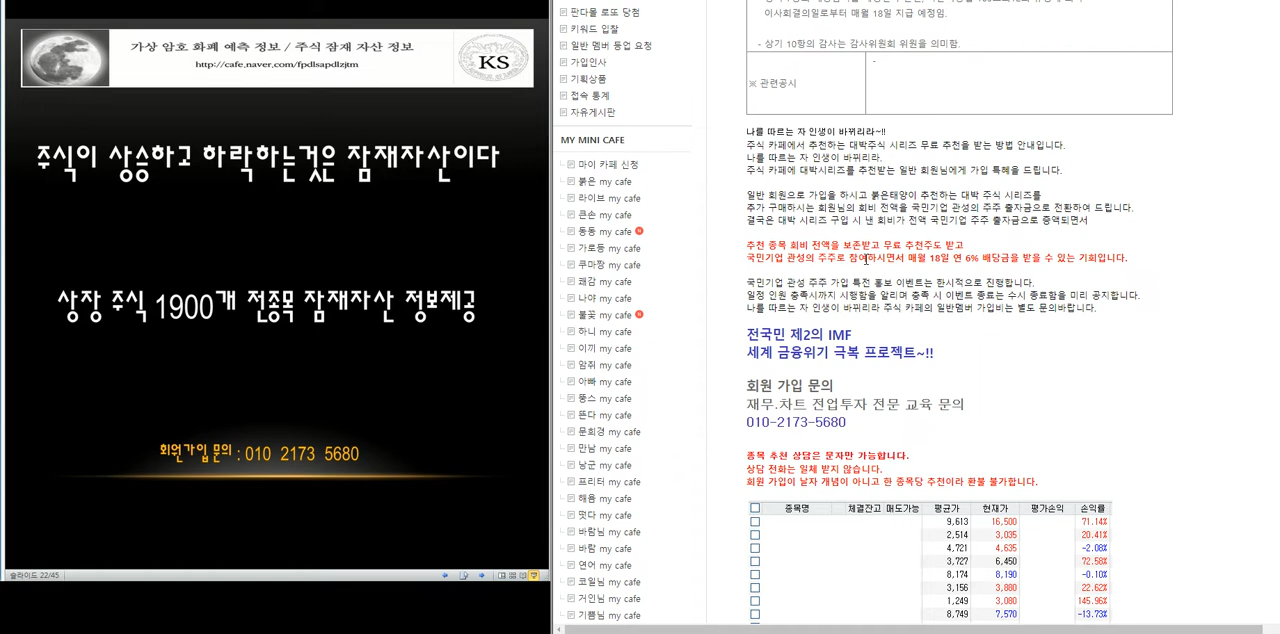 가상 암호 화폐 예측 정보 / 주식 잠재 자산 정보
http://cafe.naver.com/fpdlsapdlzjtm
KS
주식이 상승하고 하락하는것은 잠재자산이다
상장 주식 1900개 전종목 잠재자산 정보제공
회원가입 문의 : 010 2173 5680
슬라이드 22/45
판다몰 로또 당첨
키워드 입찰
일반 멤버 등업 요청
가입인사
기획상품
접속 통계
자유게시판
MY MINI CAFE
마이 카페 신청
붉은 my cafe
라이브 my cafe
큰손 my cafe
동동 my cafe N
가로등 my cafe
쿠마짱 my cafe
쾌감 my cafe
나야 my cafe
불꽃 my cafe N
하니 my cafe
이끼 my cafe
암취 my cafe
아빠 my cafe
뚱스 my cafe
뜬다 my cafe
문희경 my cafe
만남 my cafe
낭군 my cafe
프리터 my cafe
해윰 my cafe
떳다 my cafe
바람님 my cafe
바람 my cafe
연어 my cafe
코일님 my cafe
거인님 my cafe
기쁨님 my cafe
이사회결의일로부터 매월 18일 지급 예정임.
- 상기 10항의 감사는 감사위원회 위원을 의미함.
※ 관련공시
-
나를 따르는 자 인생이 바뀌리라~!!
주식 카페에서 추천하는 대박주식 시리즈 무료 추천을 받는 방법 안내입니다.
나를 따르는 자 인생이 바뀌리라,
주식 카페에 대박시리즈를 추천받는 일반 회원님에게 가입 특혜을 드립니다.
일반 회원으로 가입을 하시고 붉은태양이 추천하는 대박 주식 시리즈를
추가 구매하시는 회원님의 회비 전액을 국민기업 관성의 주주 출자금으로 전환하여 드립니다.
결국은 대박 시리즈 구입 시 낸 회비가 전액 국민기업 주주 출자금으로 증액되면서
추천 종목 회비 전액을 보존받고 무료 추천주도 받고
국민기업 관성의 주주로 참여하시면서 매월 18일 연 6% 배당금을 받을 수 있는 기회입니다.
국민기업 관성 주주 가입 특전 홍보 이벤트는 한시적으로 진행합니다.
일정 인원 충족시까지 시행함을 알리며 충족 시 이벤트 종료는 수시 종료함을 미리 공지합니다.
나를 따르는 자 인생이 바뀌리라 주식 카페의 일반멤버 가입비는 별도 문의바랍니다.
전국민 제2의 IMF
세계 금융위기 극복 프로젝트~!!
회원 가입 문의
재무.차트 전업투자 전문 교육 문의
010-2173-5680
종목 추천 상담은 문자만 가능합니다.
상담 전화는 일체 받지 않습니다.
회원 가입이 날자 개념이 아니고 한 종목당 추천이라 환불 불가합니다.
종목명 체결잔고 매도가능 평균가 현재가 평가손익 손익률
9,613 16,500 71.14%
2,514 3,035 20.41%
4,721 4,635 -2.08%
3,727 6,450 72.58%
8,174 8,190 -0.10%
3,156 3,880 22.62%
1,249 3,080 145.96%
8,749 7,570 -13.73%